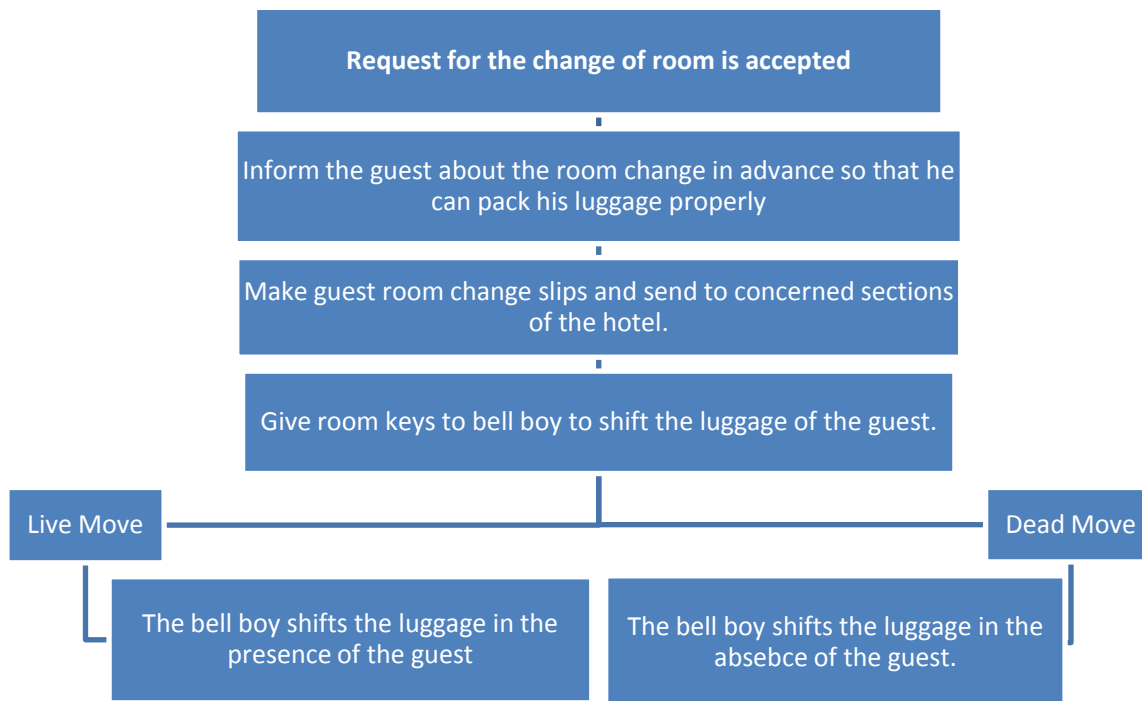 Request for the change of room is accepted
Inform the guest about the room change in advance so that he
can pack his luggage properly
Make guest room change slips and send to concerned sections
of the hotel.
Give room keys to bell boy to shift the luggage of the guest.
Live Move
Dead Move
The bell boy shifts the luggage in the
presence of the guest
The bell boy shifts the luggage in the
absebce of the guest.